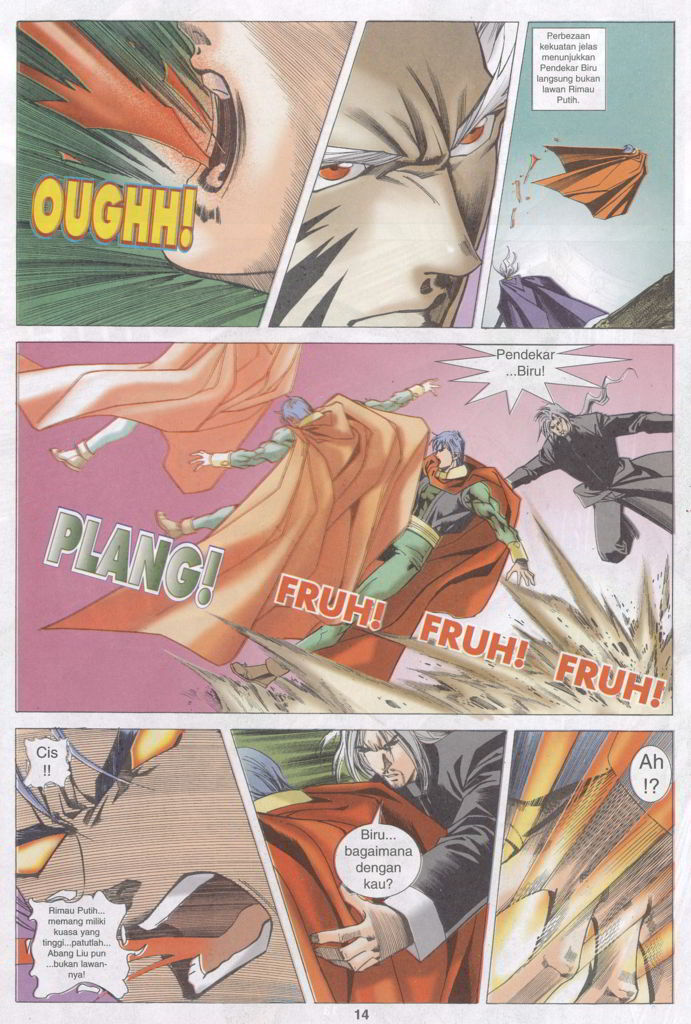 OUGHH!
Perbezaan
kekuatan jelas
menunjukkan
Pendekar Biru
langsung bukan
lawan Rimau
Putih.
Pendekar
...Biru!
PLANG!
FRUH!
FRUH!
FRUH!
Cis
!!
Rimau Putih...
memang miliki
kuasa yang
tinggi...patutlah...
Abang Liu pun
...bukan lawan-
nya!
Biru...
bagaimana
dengan
kau?
Ah
!?
14